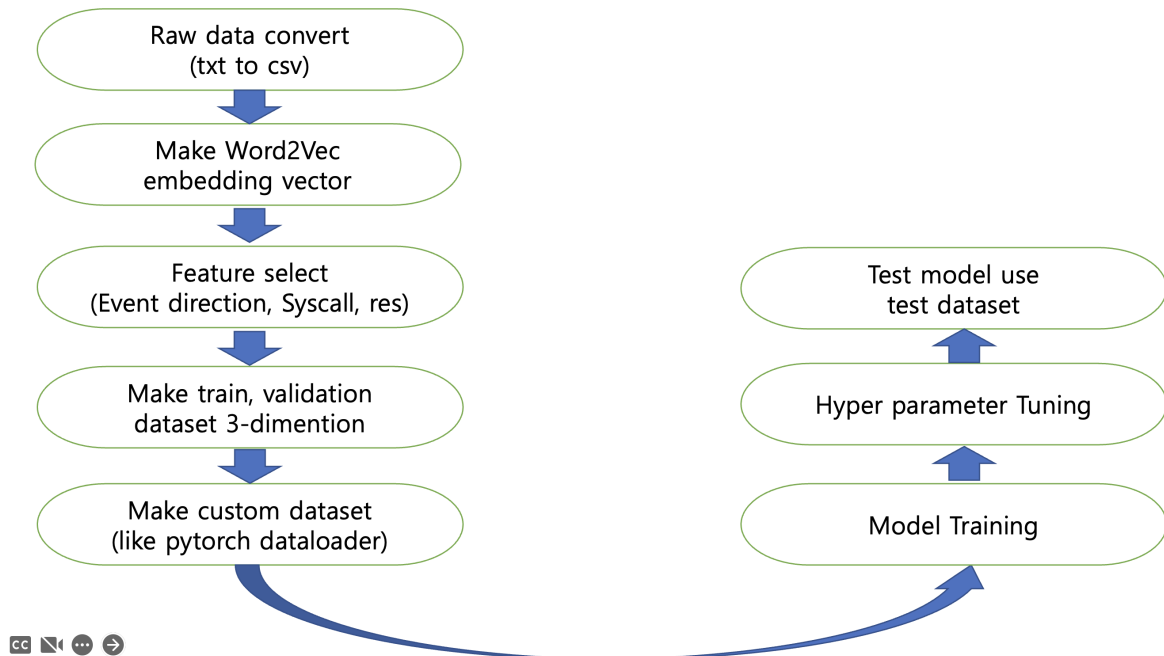 Raw data convert
(txt to csv)
Make Word2Vec
embedding vector
Feature select
(Event direction, Syscall, res)
Make train, validation
dataset 3-dimention
Make custom dataset
(like pytorch dataloader)
Test model use
test dataset
Hyper parameter Tuning
Model Training
CC